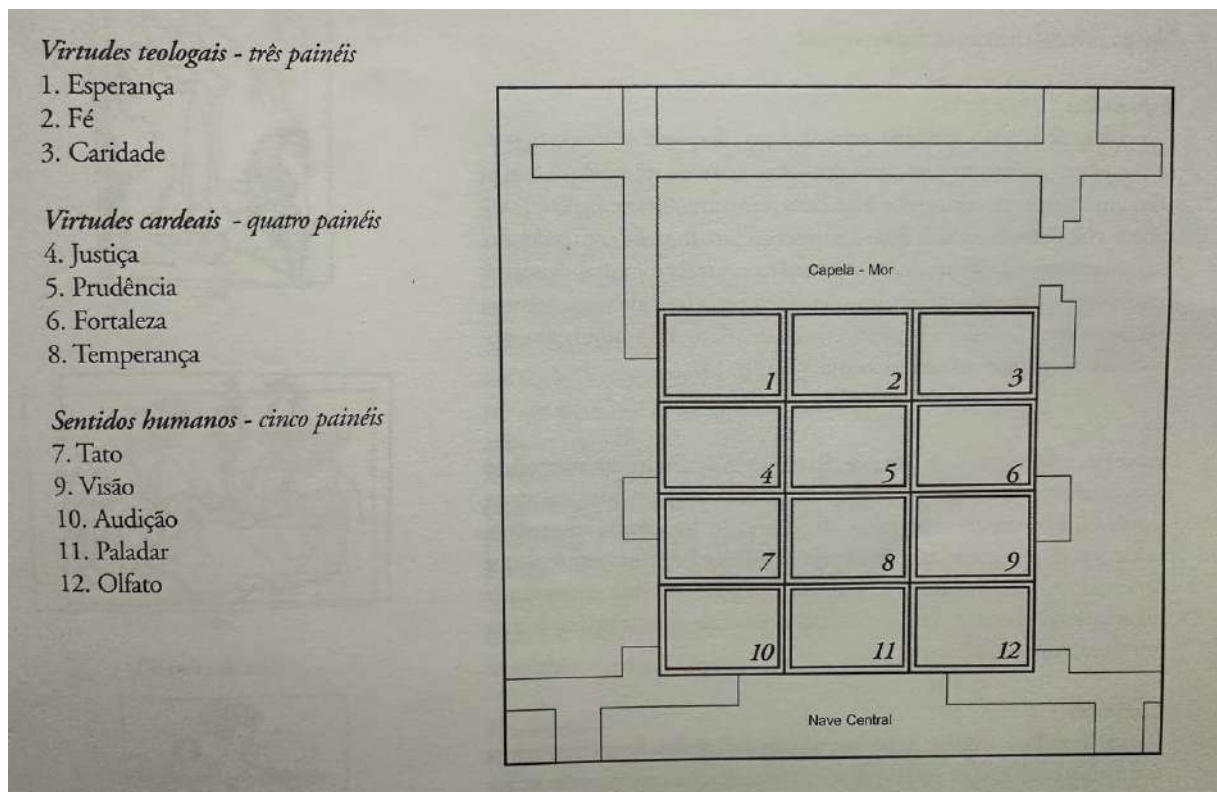 Virtudes teologais - três painéis
1. Esperança
2. Fé
3. Caridade
Virtudes cardeais - quatro painéis
4. Justiça
5. Prudência
6. Fortaleza
8. Temperança
Sentidos humanos - cinco painéis
7. Tato
9. Visão
10. Audição
11. Paladar
12. Olfato
Capela - Mor
1 2 3
4 5 6
7 8 9
10 11 12
Nave Central